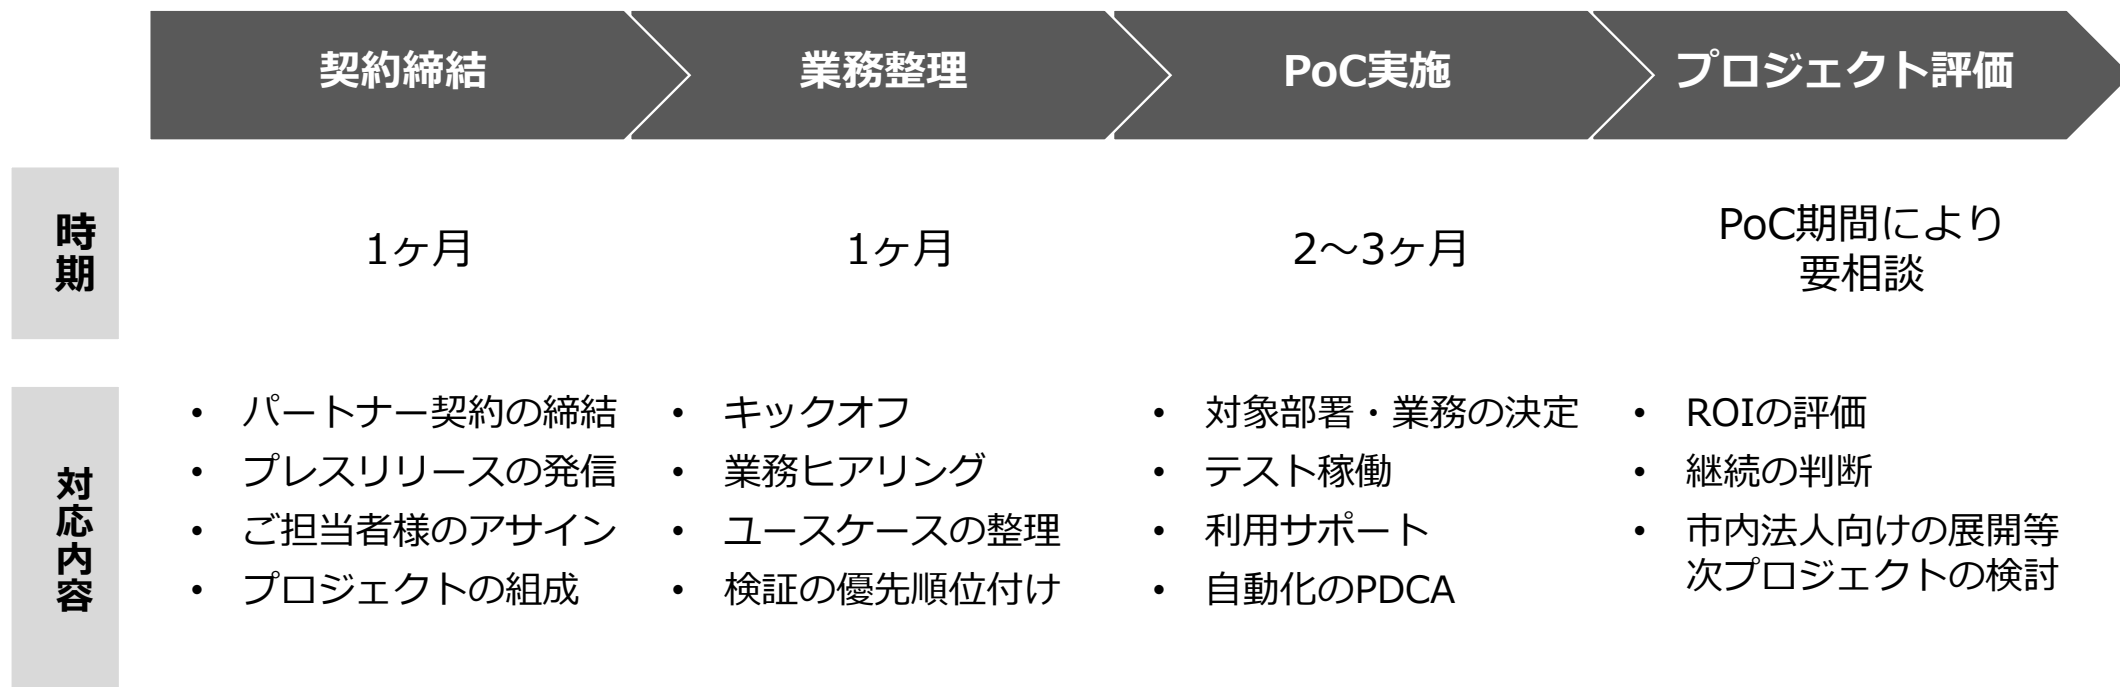 契約締結
業務整理
PoC実施
プロジェクト評価
時期
1ヶ月
1ヶ月
2～3ヶ月
PoC期間により
要相談
対応内容
• パートナー契約の締結
• プレスリリースの発信
• ご担当者様のアサイン
• プロジェクトの組成
• キックオフ
• 業務ヒアリング
• ユースケースの整理
• 検証の優先順位付け
• 対象部署・業務の決定
• テスト稼働
• 利用サポート
• 自動化のPDCA
• ROIの評価
• 継続の判断
• 市内法人向けの展開等
次プロジェクトの検討